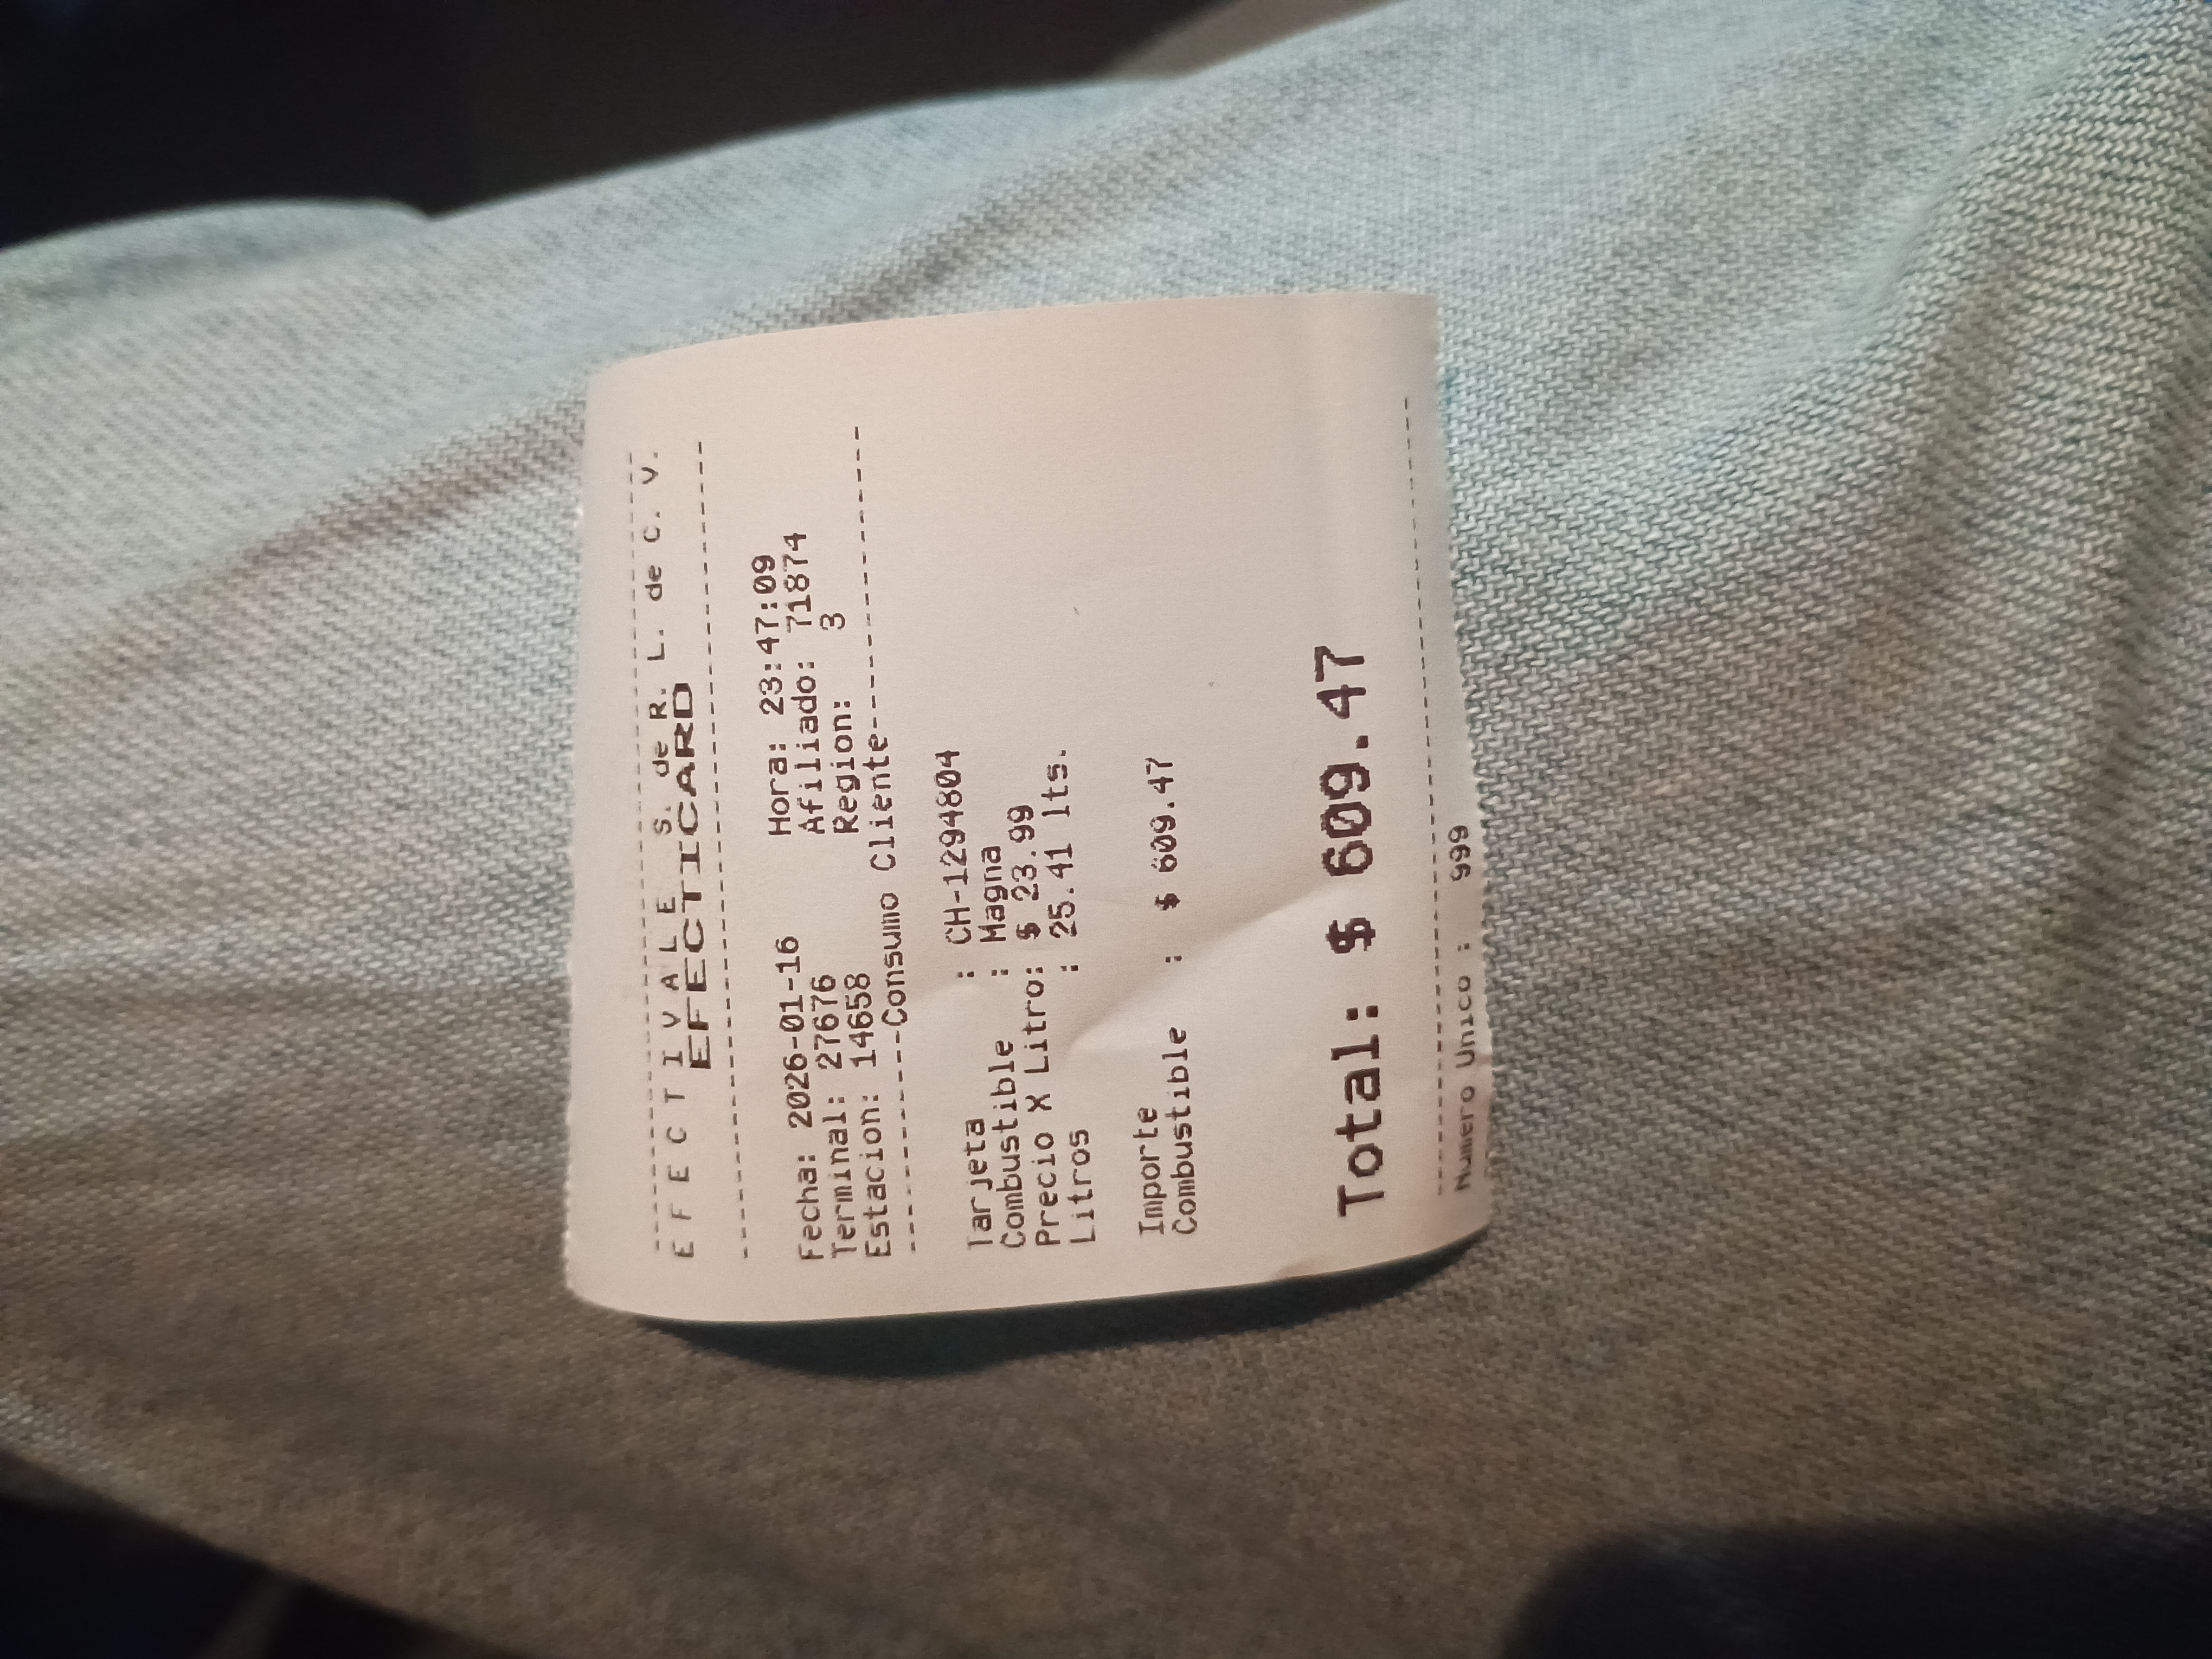 --------------------------------
E F E C T I V A L E  S. de R. L. de C. V.
EFECTICARD
--------------------------------
Fecha: 2026-01-16 Hora: 23:47:09
Terminal: 27676 Afiliado: 71874
Estacion: 14658 Region: 3
--------Consumo Cliente---------
Tarjeta : CH-1294804
Combustible : Magna
Precio X Litro: $ 23.99
Litros : 25.41 lts.
Importe
Combustible : $ 609.47
Total: $ 609.47
--------------------------------
Numero Unico : 999